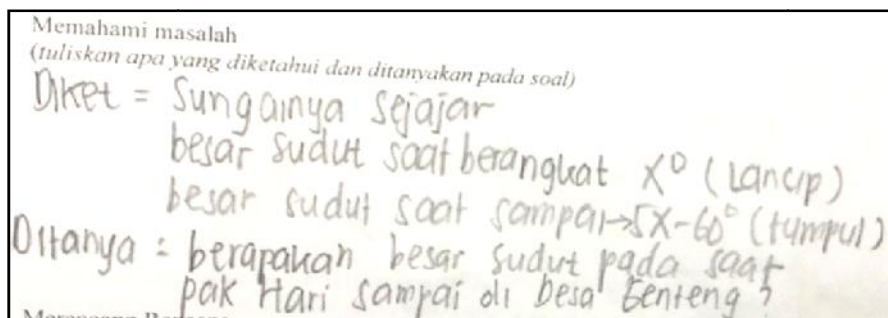 Memahami masalah
(tuliskan apa yang diketahui dan ditanyakan pada soal)
Diket = Sungainya sejajar
besar sudut saat berangkat X° (Lancip)
besar sudut saat sampai→5X-60° (tumpul)
Ditanya : berapakah besar sudut pada saat
pak Hari sampai di Desa Benteng ?